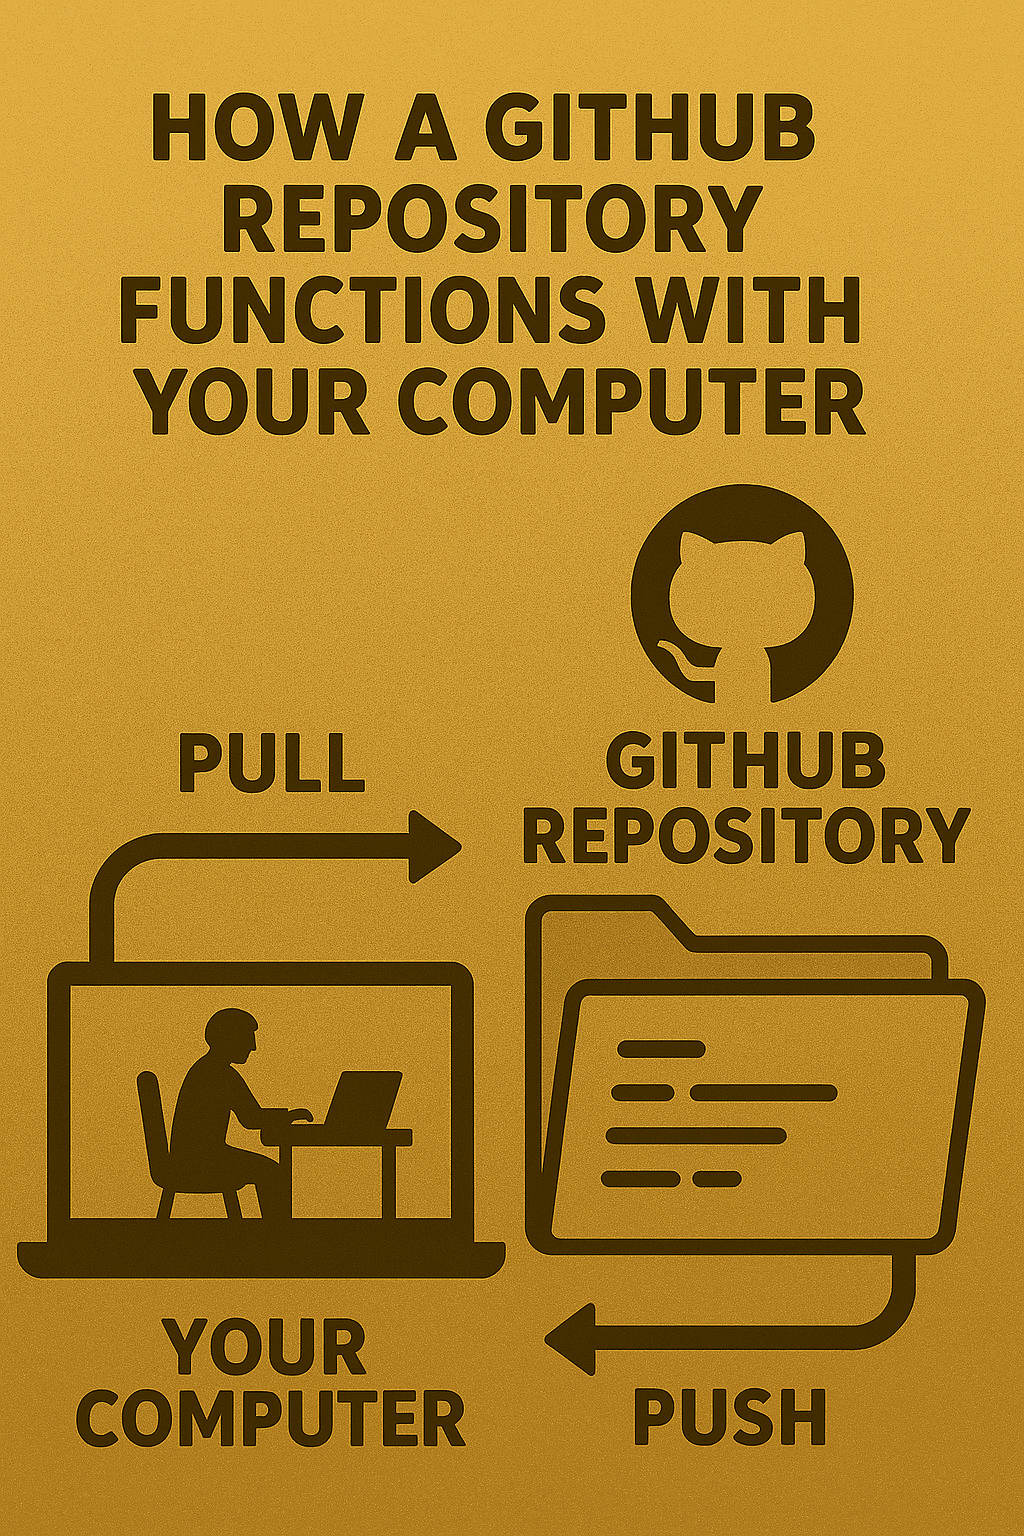 HOW A GITHUB
REPOSITORY
FUNCTIONS WITH
YOUR COMPUTER
PULL
GITHUB
REPOSITORY
YOUR
COMPUTER
PUSH